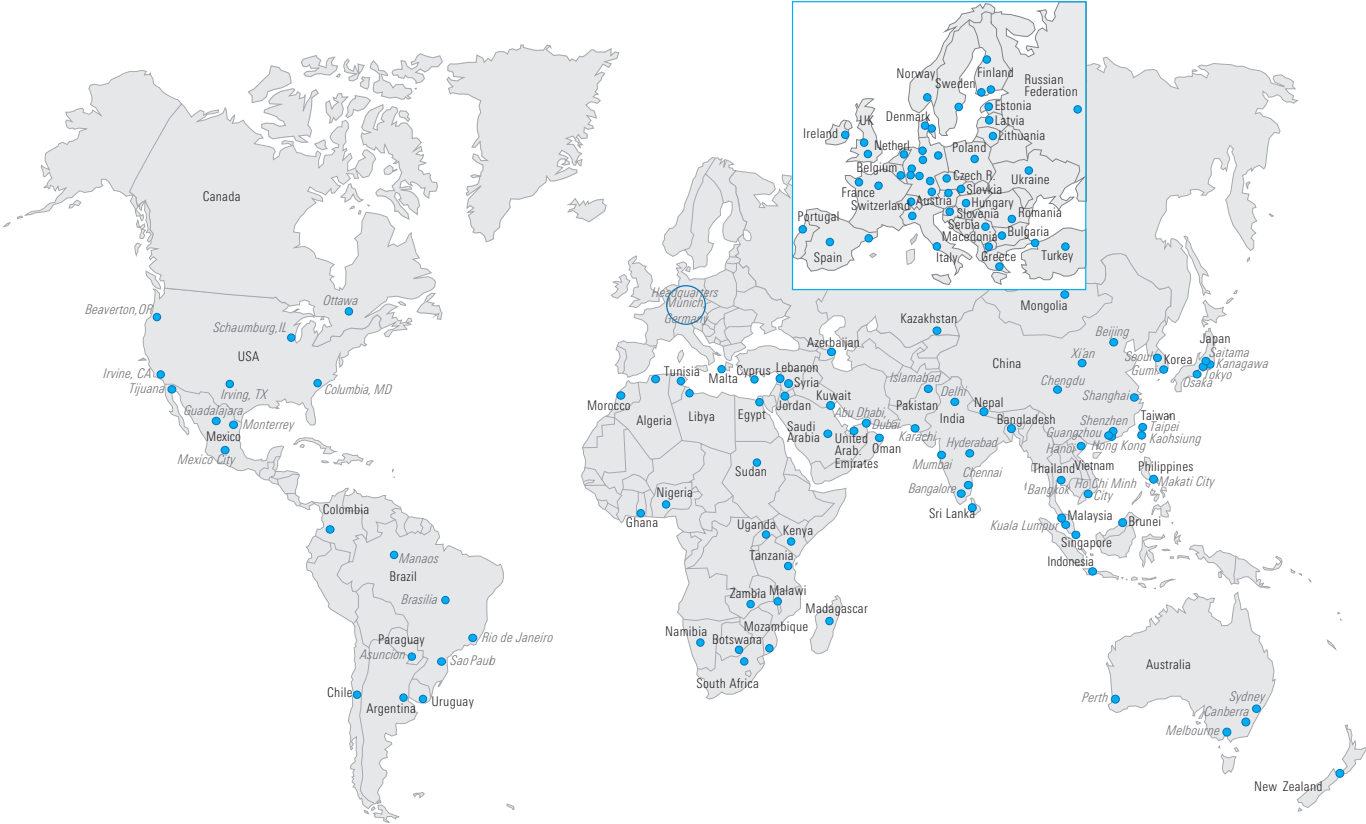 Norway
Sweden
Finland
Russian
Federation
Estonia
Latvia
Lithuania
Denmark
UK
Ireland
Netherl.
Poland
Belgium
Czech R.
Ukraine
France
Slovkia
Switzerland
Austria
Hungary
Slovenia
Romania
Portugal
Serbia
Bulgaria
Macedonia
Spain
Italy
Greece
Turkey
Canada
Beaverton,OR
Ottawa
Schaumburg,IL
USA
Irvine, CA
Tijuana
Irving, TX
Columbia, MD
Guadalajara
Monterrey
Mexico
Mexico City
Colombia
Manaos
Brazil
Brasilia
Paraguay
Asuncion
Rio de Janeiro
Sao Paub
Chile
Argentina
Uruguay
Headquarters
Munich,
Germany
Tunisia
Malta
Cyprus
Lebanon
Syria
Morocco
Algeria
Libya
Egypt
Jordan
Kuwait
Saudi
Arabia
Abu Dhabi,
Dubai
United
Arab.
Emirates
Oman
Sudan
Nigeria
Ghana
Uganda
Kenya
Tanzania
Zambia
Malawi
Madagascar
Mozambique
Namibia
Botswana
South Africa
Mongolia
Kazakhstan
Azerbaijan
China
Beijing
Xi'an
Chengdu
Shanghai
Seoul
Korea
Gumi
Japan
Saitama
Kanagawa
Tokyo
Osaka
Islamabad
Pakistan
Delhi
India
Nepal
Bangladesh
Karachi
Hyderabad
Mumbai
Chennai
Bangalore
Sri Lanka
Shenzhen
Guangzhou
Hong Kong
Hanoi
Taiwan
Taipei
Kaohsiung
Thailand
Vietnam
Bangkok
Ho Chi Minh
City
Philippines
Makati City
Malaysia
Kuala Lumpur
Brunei
Singapore
Indonesia
Australia
Perth
Sydney
Canberra
Melbourne
New Zealand